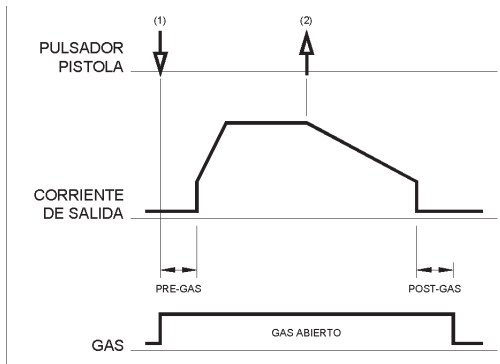 (1)
(2)
PULSADOR
PISTOLA
CORRIENTE
DE SALIDA
PRE-GAS
POST-GAS
GAS ABIERTO
GAS